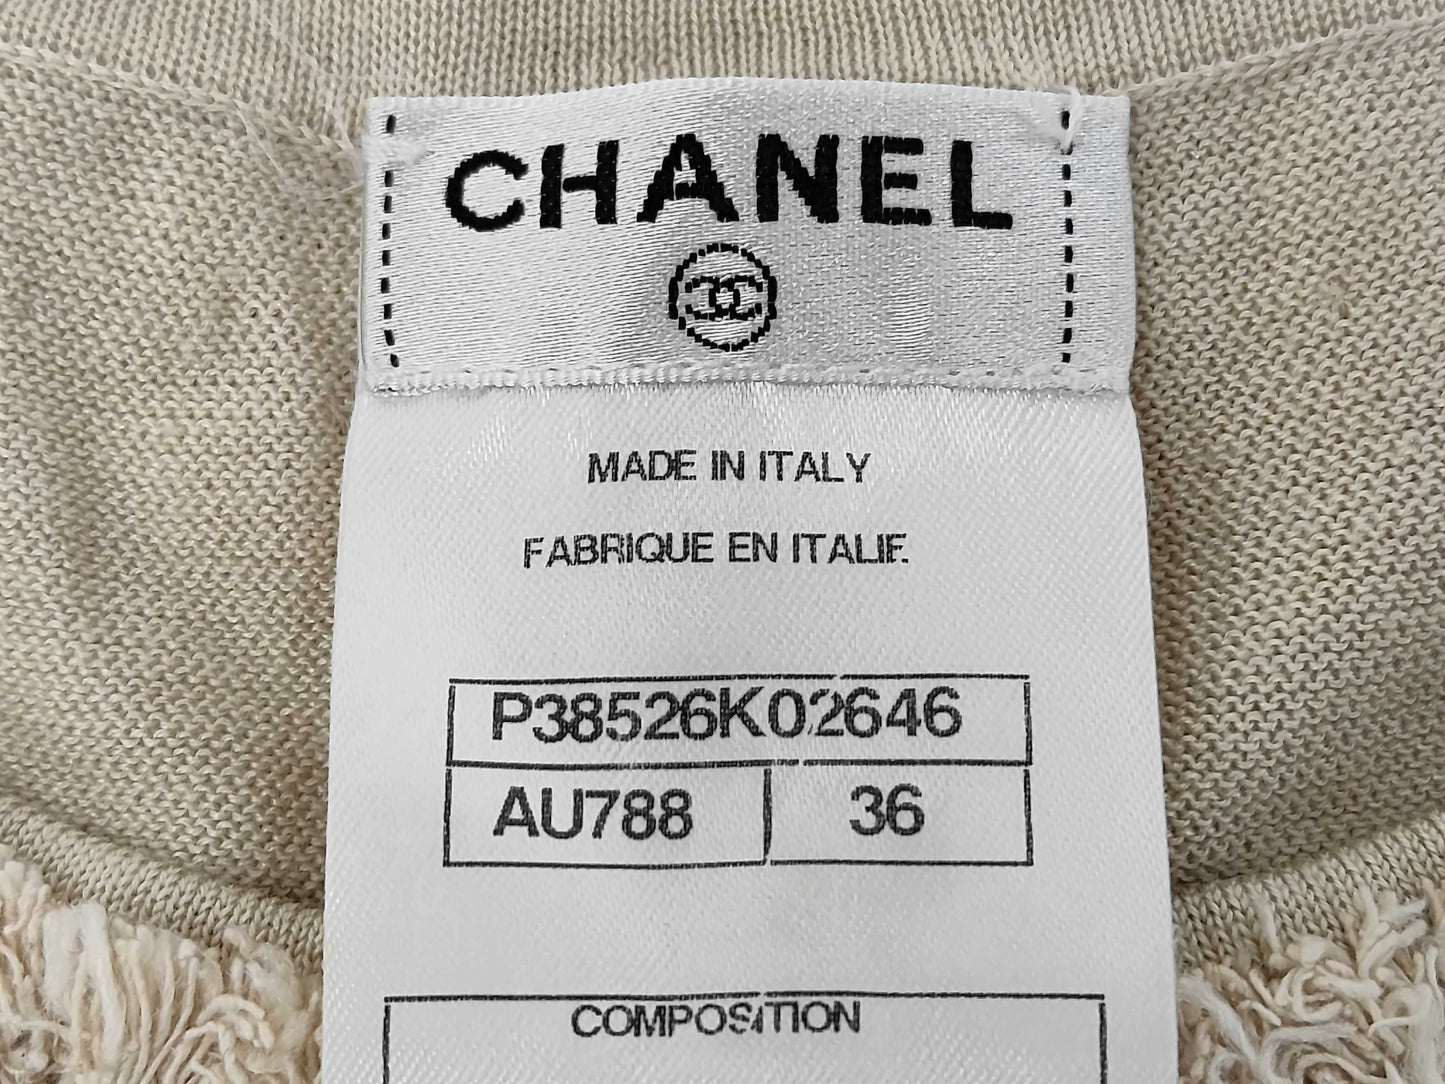 CHANEL
MADE IN ITALY
FABRIQUE EN ITALIE
P38526K02646
AU788 36
COMPOSITION